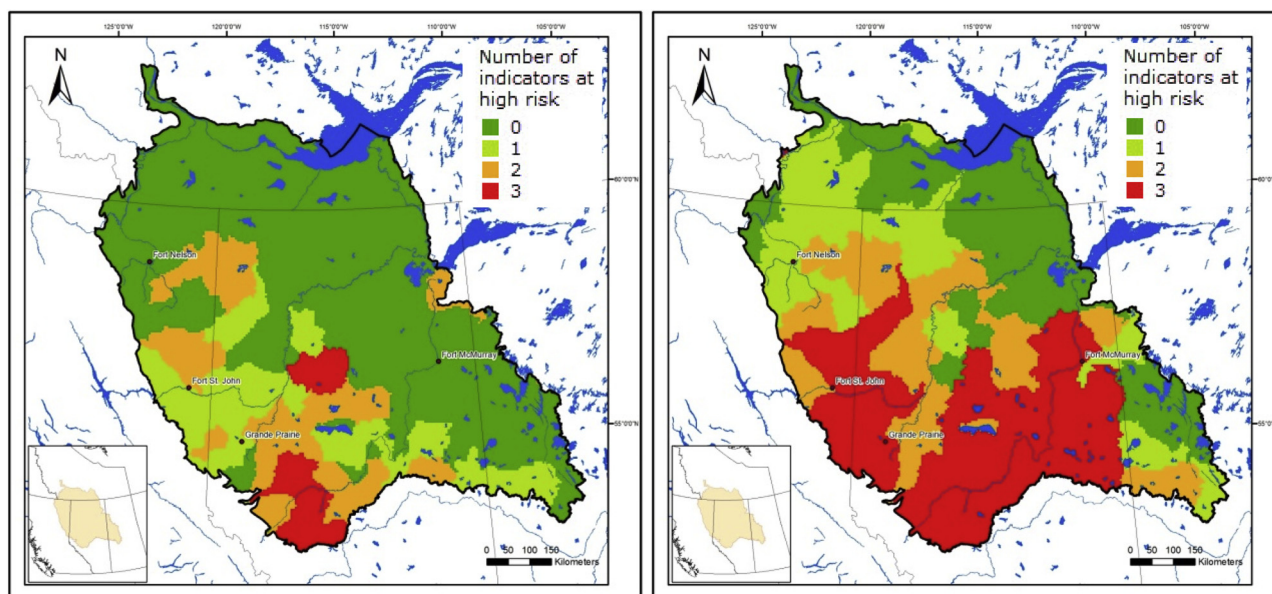 125°0'0"W 120°0'0"W 115°0'0"W 110°0'0"W 105°0'0"W
N
Number of
indicators at
high risk
0
1
2
3
60°0'0"N
Fort Nelson
Fort McMurray
Fort St. John
55°0'0"N
Grande Prairie
0 50 100 150
Kilometers
125°0'0"W 120°0'0"W 115°0'0"W 110°0'0"W 105°0'0"W
N
Number of
indicators at
high risk
0
1
2
3
60°0'0"N
Fort Nelson
Fort McMurray
Fort St. John
55°0'0"N
Grande Prairie
0 50 100 150
Kilometers